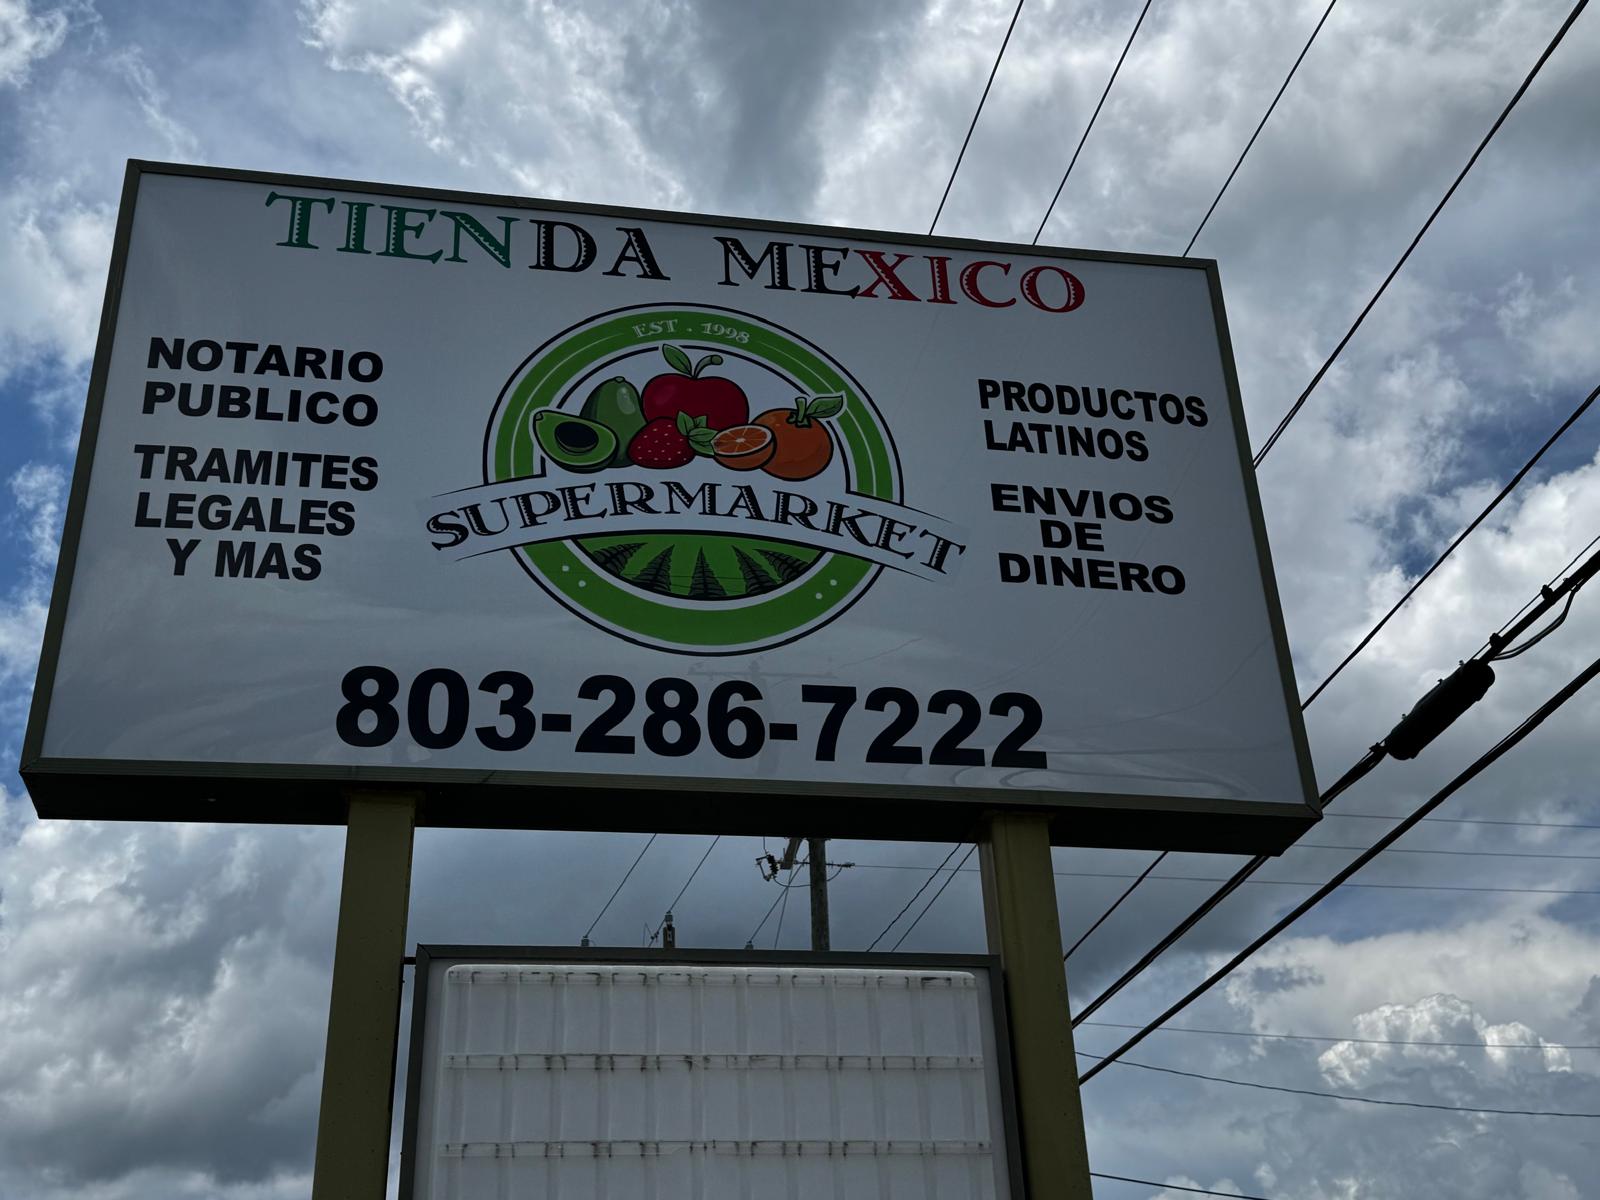 TIENDA MEXICO
EST. 1998
SUPERMARKET
NOTARIO
PUBLICO
TRAMITES
LEGALES
Y MAS
PRODUCTOS
LATINOS
ENVIOS
DE
DINERO
803-286-7222